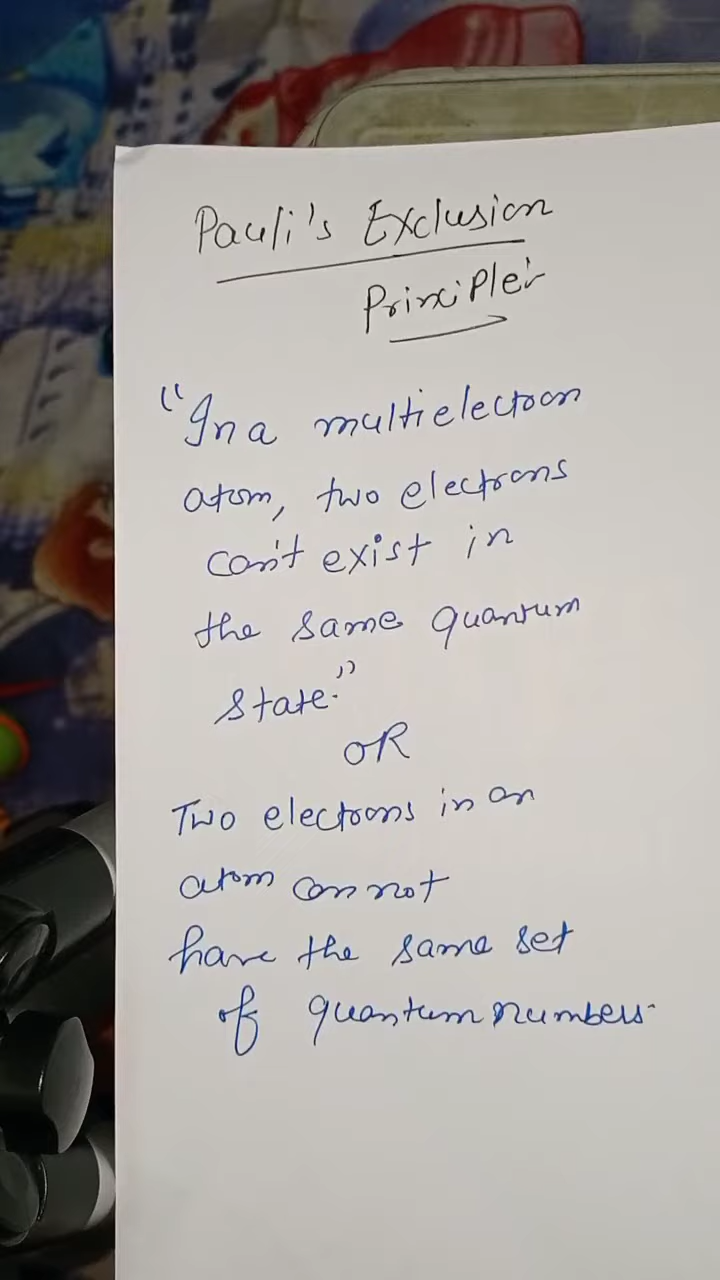 Pauli's Exclusion
Principle:
"In a multielectron
atom, two electrons
can't exist in
the same quantum
state."
OR
Two electrons in an
atom cannot
have the same set
of quantum numbers.